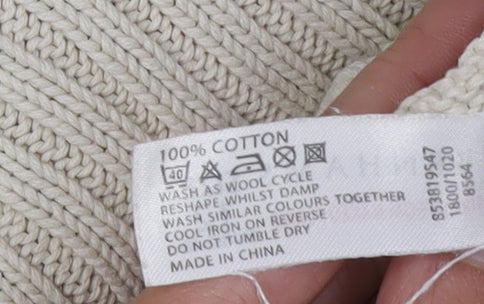 100% COTTON
40
WASH AS WOOL CYCLE
RESHAPE WHILST DAMP
WASH SIMILAR COLOURS TOGETHER
COOL IRON ON REVERSE
DO NOT TUMBLE DRY
MADE IN CHINA
853819S47
1800/1020
8564